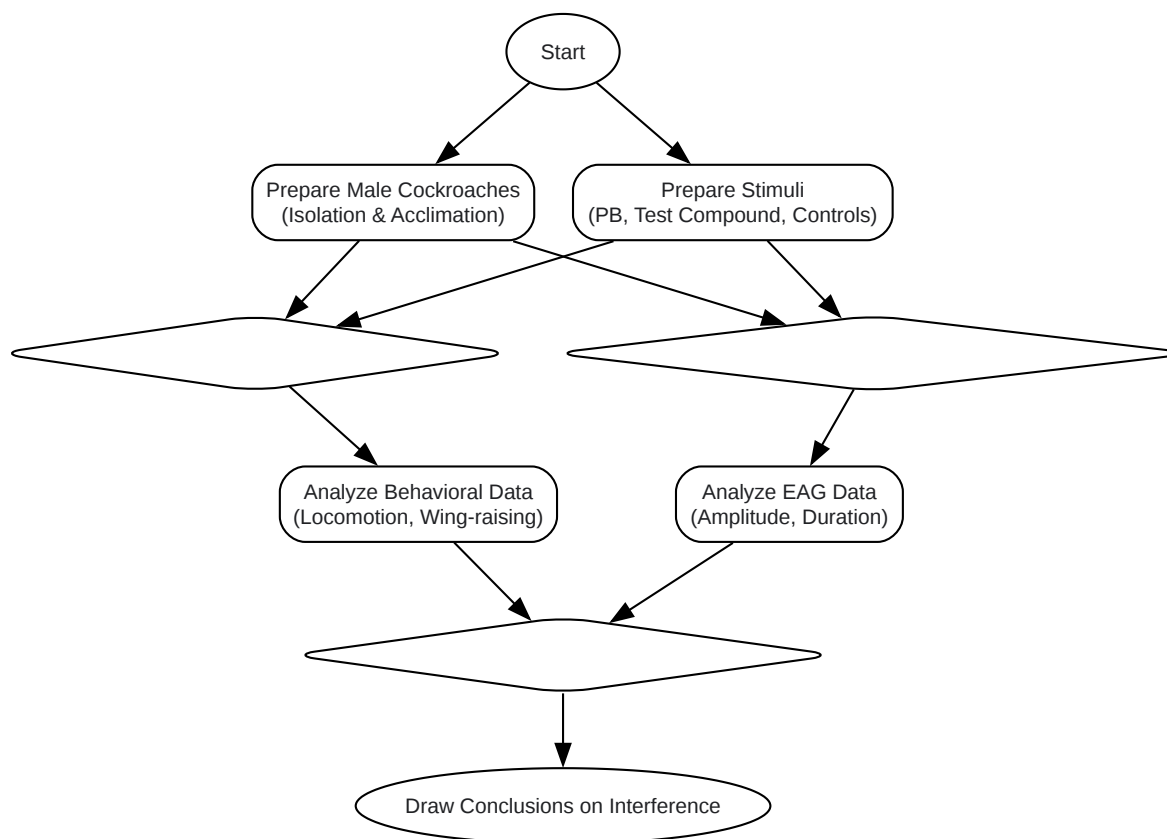 Start
Prepare Male Cockroaches
(Isolation & Acclimation)
Prepare Stimuli
(PB, Test Compound, Controls)
Analyze Behavioral Data
(Locomotion, Wing-raising)
Analyze EAG Data
(Amplitude, Duration)
Draw Conclusions on Interference